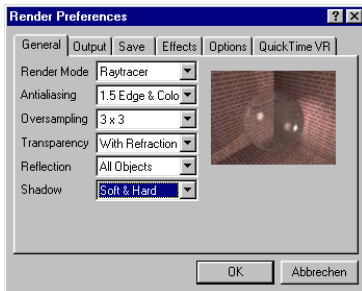 Render Preferences
General Output Save Effects Options QuickTime VR
Render Mode Raytracer
Antialiasing 1.5 Edge & Colo
Oversampling 3 x 3
Transparency With Refraction
Reflection All Objects
Shadow Soft & Hard
OK Abbrechen